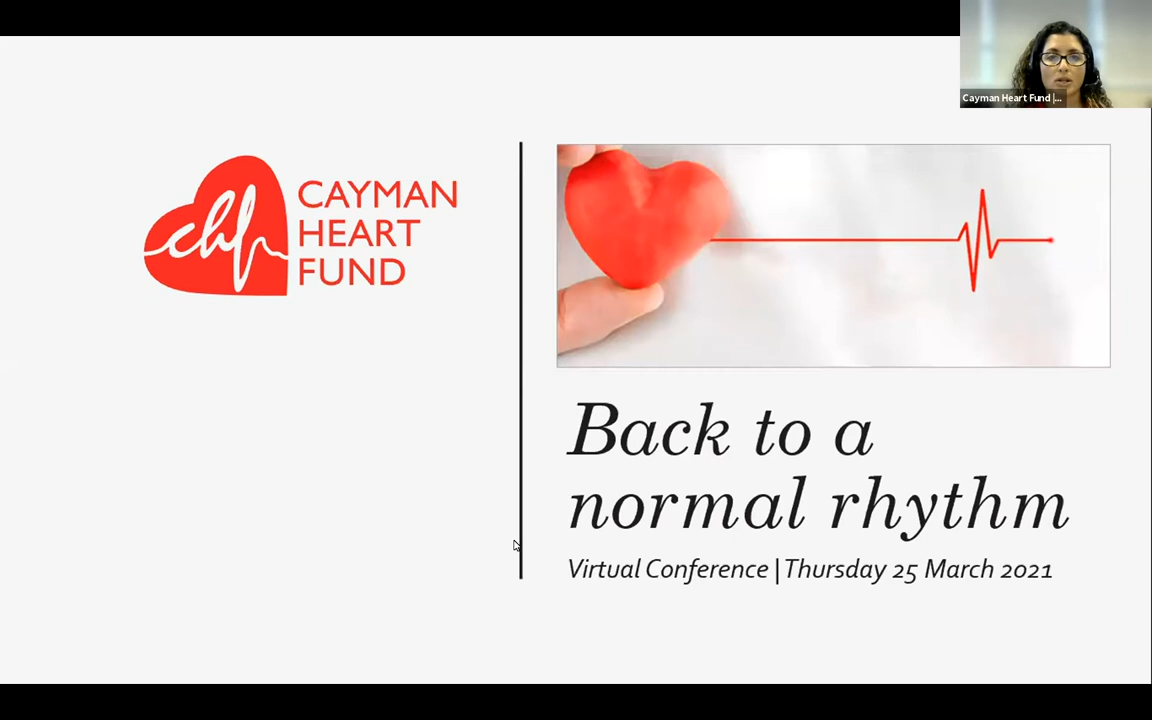 Cayman Heart Fund |...
chf
CAYMAN
HEART
FUND
Back to a
normal rhythm
Virtual Conference | Thursday 25 March 2021